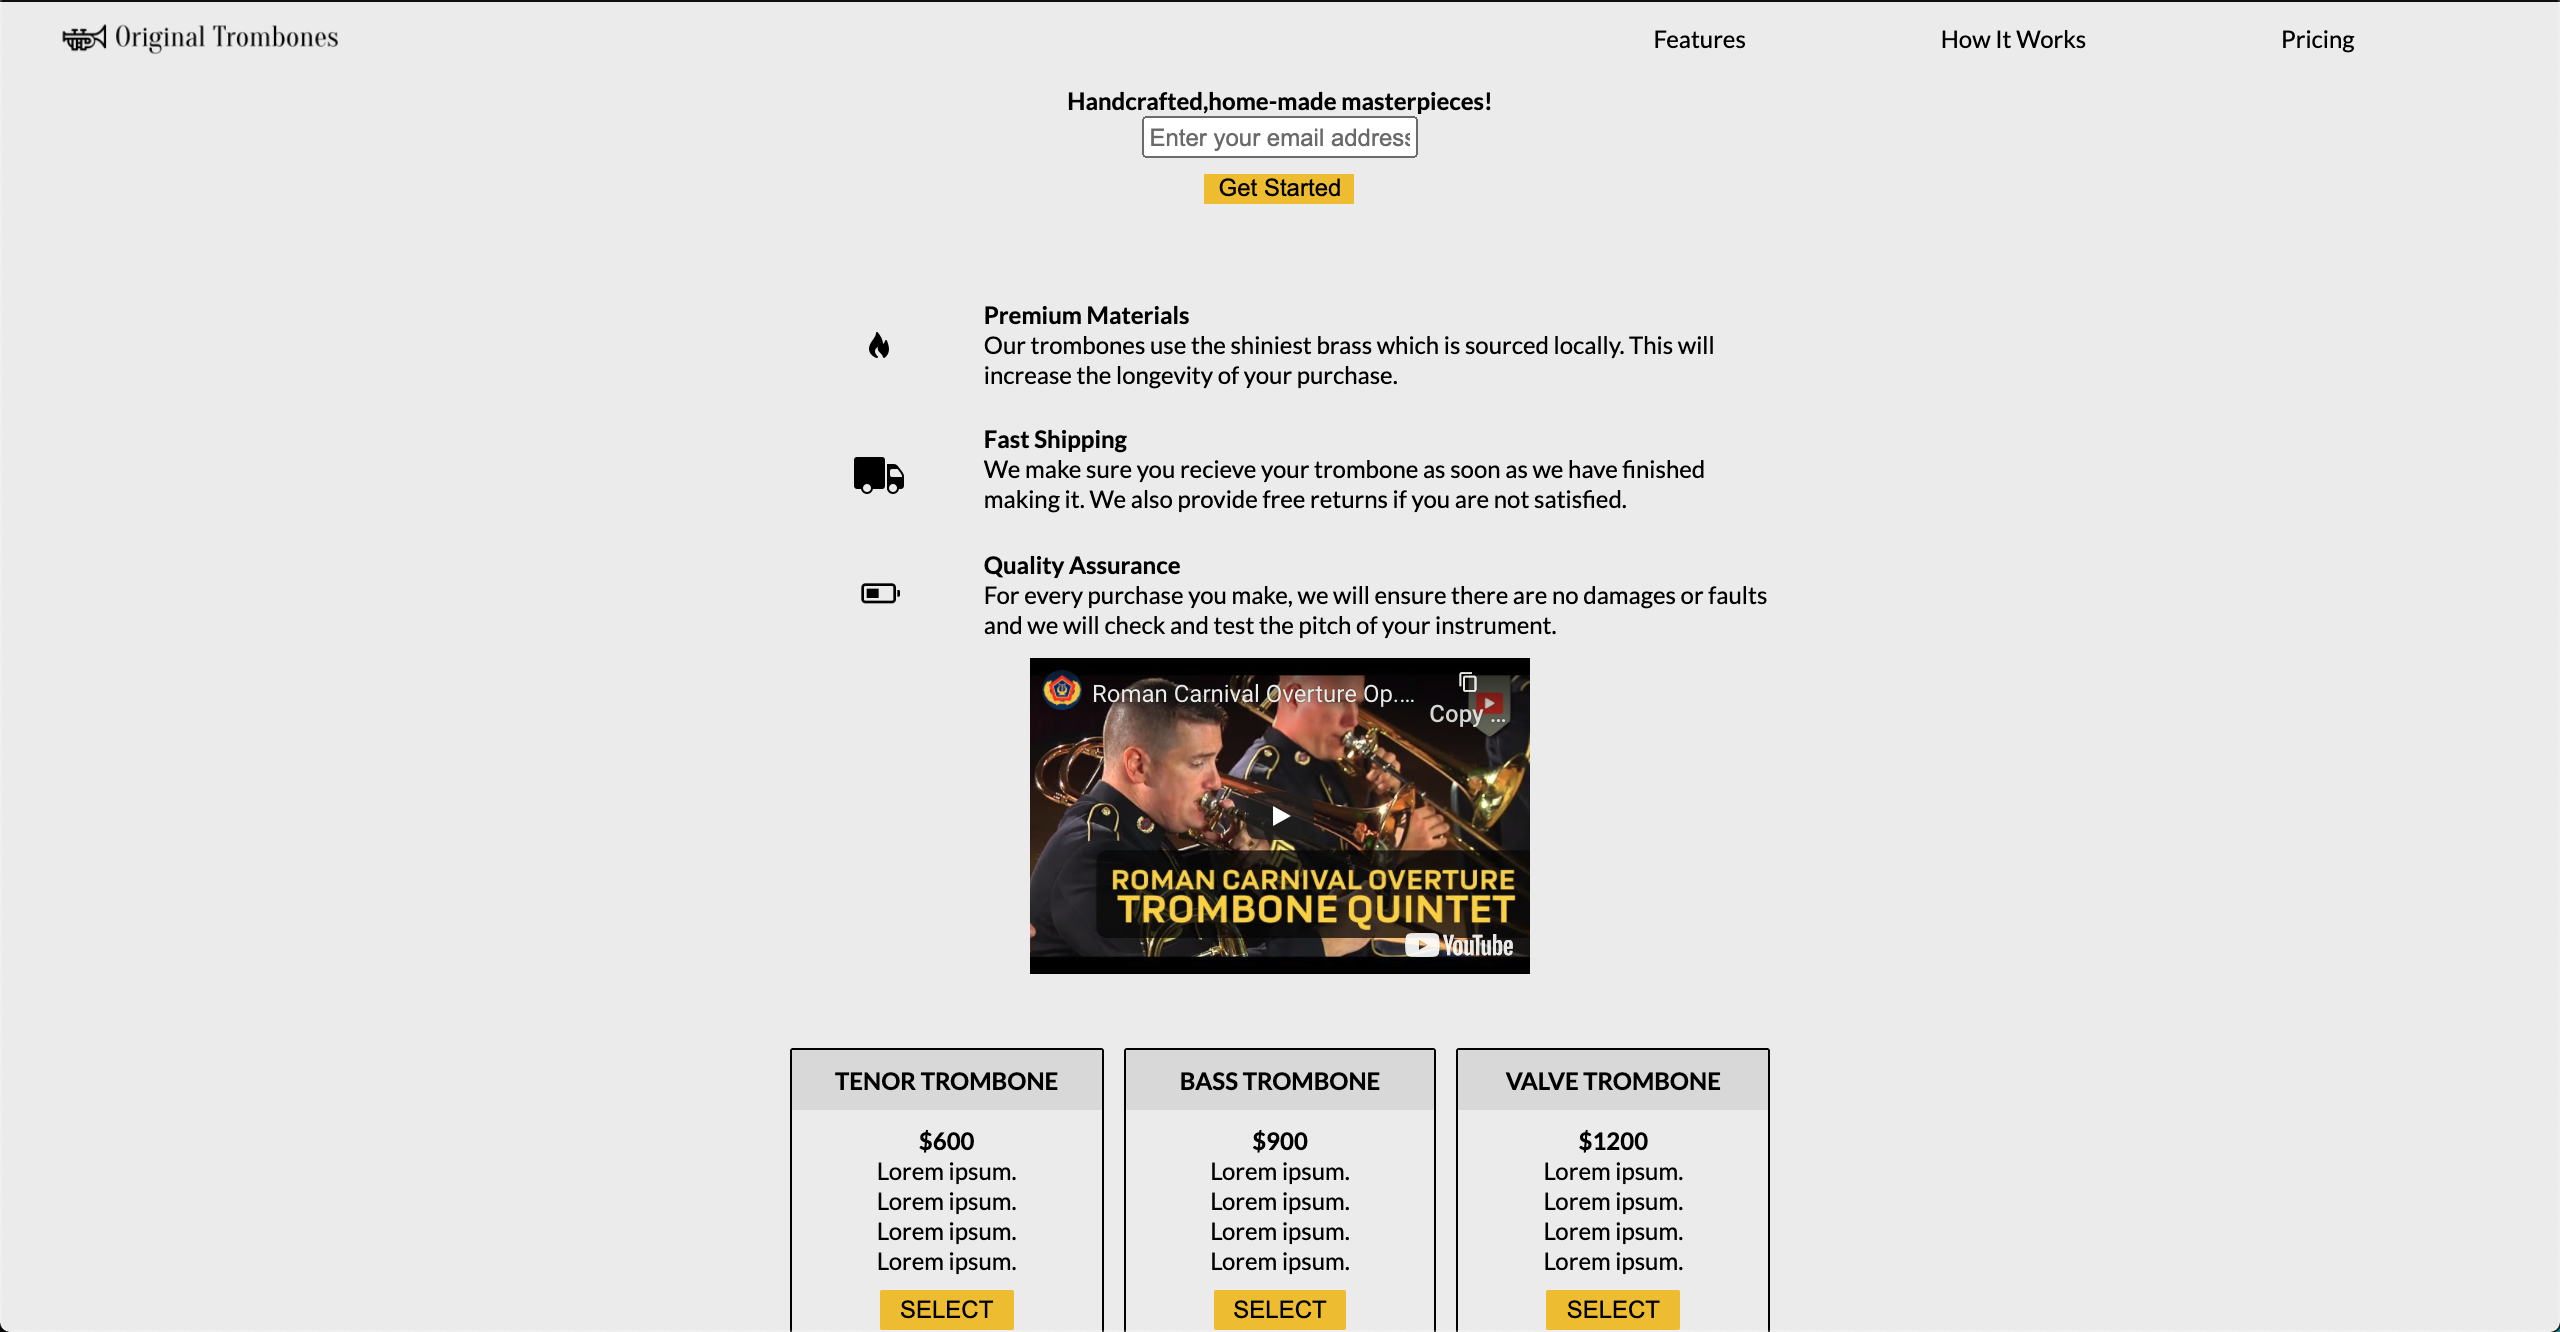 Original Trombones
Features
How It Works
Pricing
Handcrafted,home-made masterpieces!
Enter your email address
Get Started
Premium Materials
Our trombones use the shiniest brass which is sourced locally. This will
increase the longevity of your purchase.
Fast Shipping
We make sure you recieve your trombone as soon as we have finished
making it. We also provide free returns if you are not satisfied.
Quality Assurance
For every purchase you make, we will ensure there are no damages or faults
and we will check and test the pitch of your instrument.
Roman Carnival Overture Op....
Copy ...
ROMAN CARNIVAL OVERTURE
TROMBONE QUINTET
YouTube
TENOR TROMBONE
$600
Lorem ipsum.
Lorem ipsum.
Lorem ipsum.
Lorem ipsum.
SELECT
BASS TROMBONE
$900
Lorem ipsum.
Lorem ipsum.
Lorem ipsum.
Lorem ipsum.
SELECT
VALVE TROMBONE
$1200
Lorem ipsum.
Lorem ipsum.
Lorem ipsum.
Lorem ipsum.
SELECT